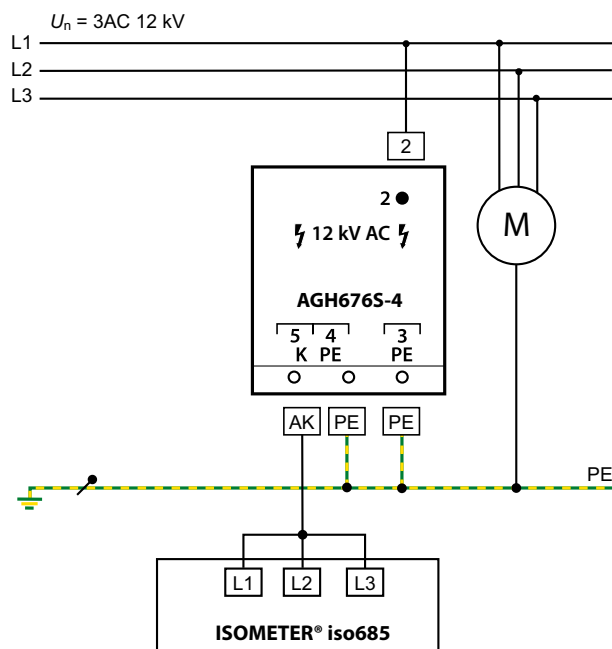 Un = 3AC 12 kV
L1
L2
L3
2
2
12 kV AC
M
AGH676S-4
5 4 3
K PE PE
AK PE PE
PE
L1 L2 L3
ISOMETER® iso685